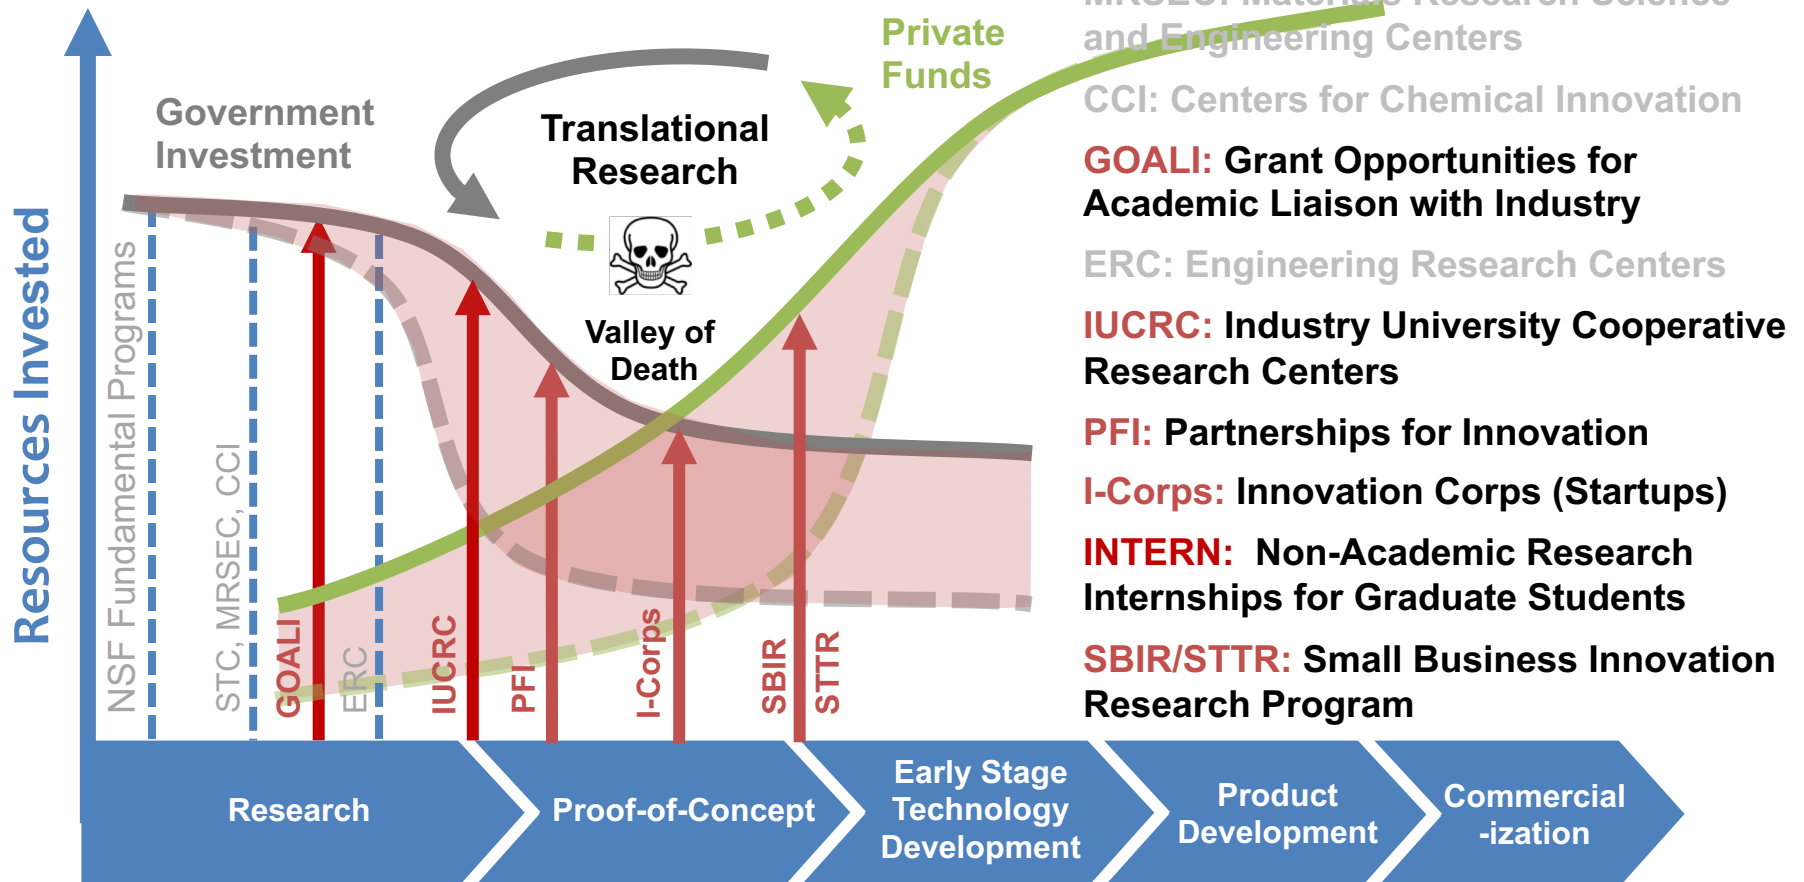 MRSEC: Materials Research Science
and Engineering Centers
CCI: Centers for Chemical Innovation
GOALI: Grant Opportunities for
Academic Liaison with Industry
ERC: Engineering Research Centers
IUCRC: Industry University Cooperative
Research Centers
PFI: Partnerships for Innovation
I-Corps: Innovation Corps (Startups)
INTERN: Non-Academic Research
Internships for Graduate Students
SBIR/STTR: Small Business Innovation
Research Program
Private
Funds
Government
Investment
Translational
Research
Valley of
Death
Resources Invested
NSF Fundamental Programs
STC, MRSEC, CCI
GOALI
ERC
IUCRC
PFI
I-Corps
SBIR
STTR
Research
Proof-of-Concept
Early Stage
Technology
Development
Product
Development
Commercial
-ization